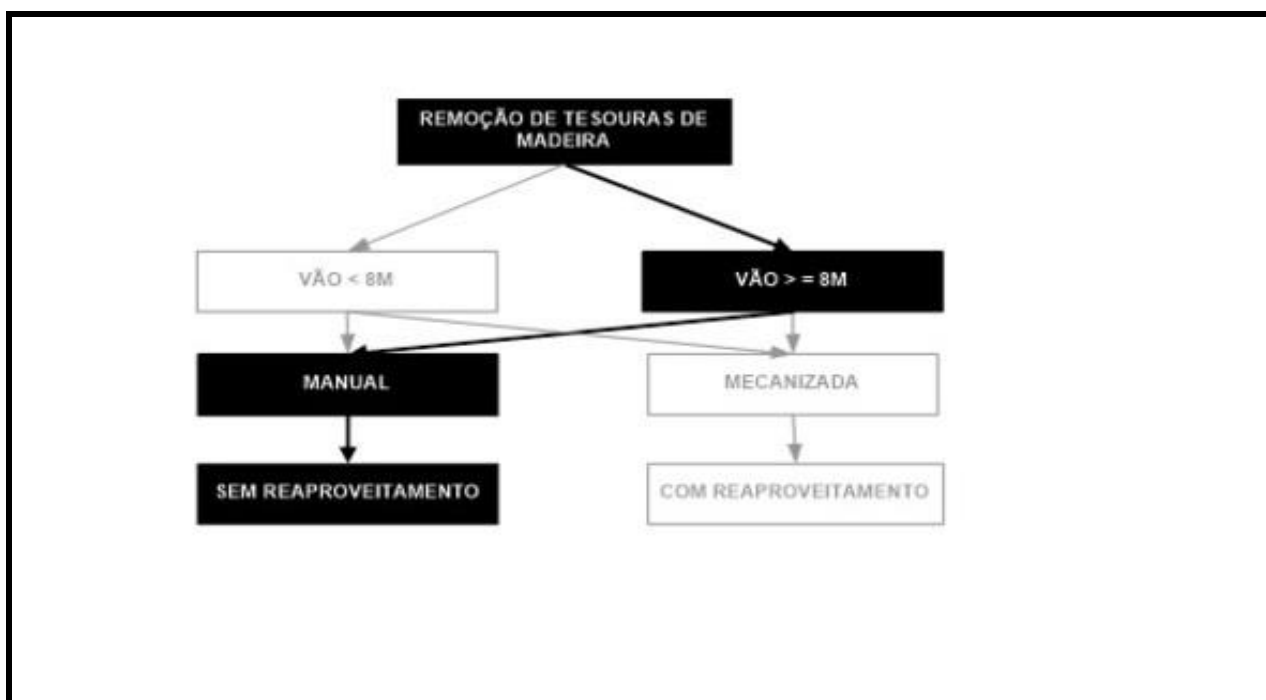 REMOÇÃO DE TESOURAS DE
MADEIRA
VÃO < 8M
VÃO > = 8M
MANUAL
MECANIZADA
SEM REAPROVEITAMENTO
COM REAPROVEITAMENTO